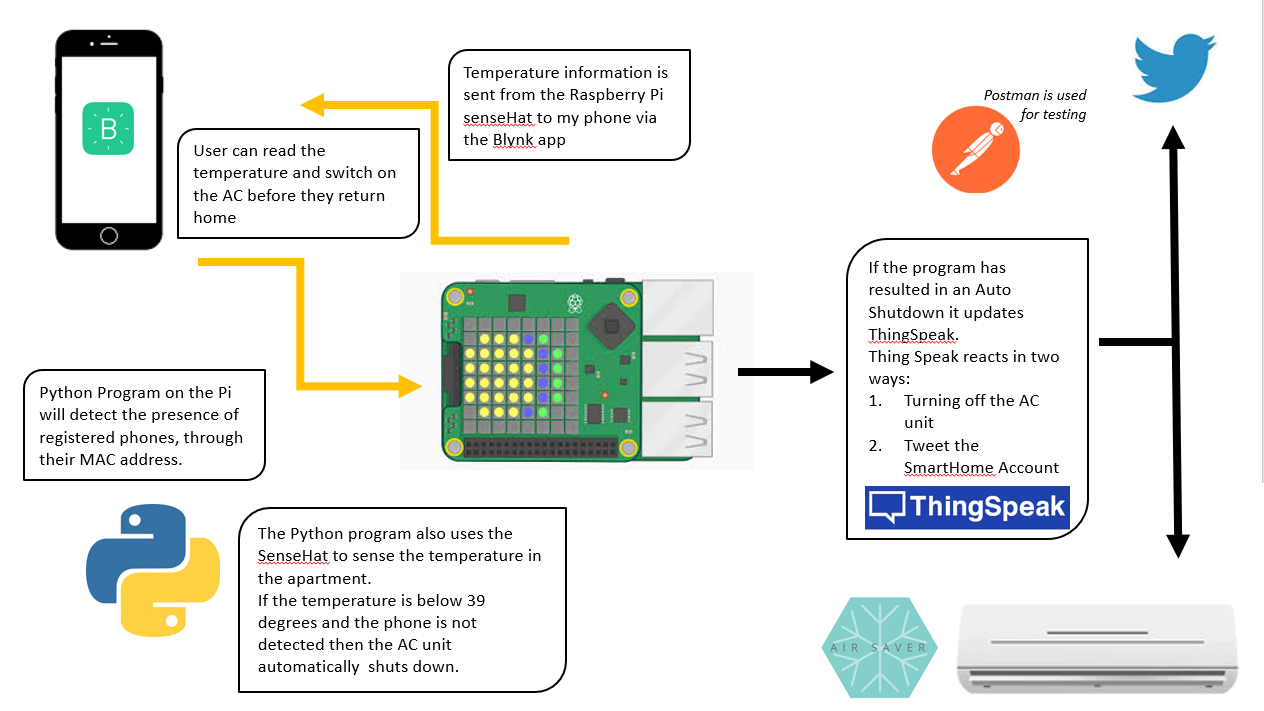 Temperature information is
sent from the Raspberry Pi
senseHat to my phone via
the Blynk app
Postman is used
for testing
B
User can read the
temperature and switch on
the AC before they return
home
If the program has
resulted in an Auto
Shutdown it updates
ThingSpeak.
Thing Speak reacts in two
ways:
1. Turning off the AC
unit
2. Tweet the
SmartHome Account
ThingSpeak
Python Program on the Pi
will detect the presence of
registered phones, through
their MAC address.
The Python program also uses the
SenseHat to sense the temperature in
the apartment.
If the temperature is below 39
degrees and the phone is not
detected then the AC unit
automatically shuts down.
AIR SAVER